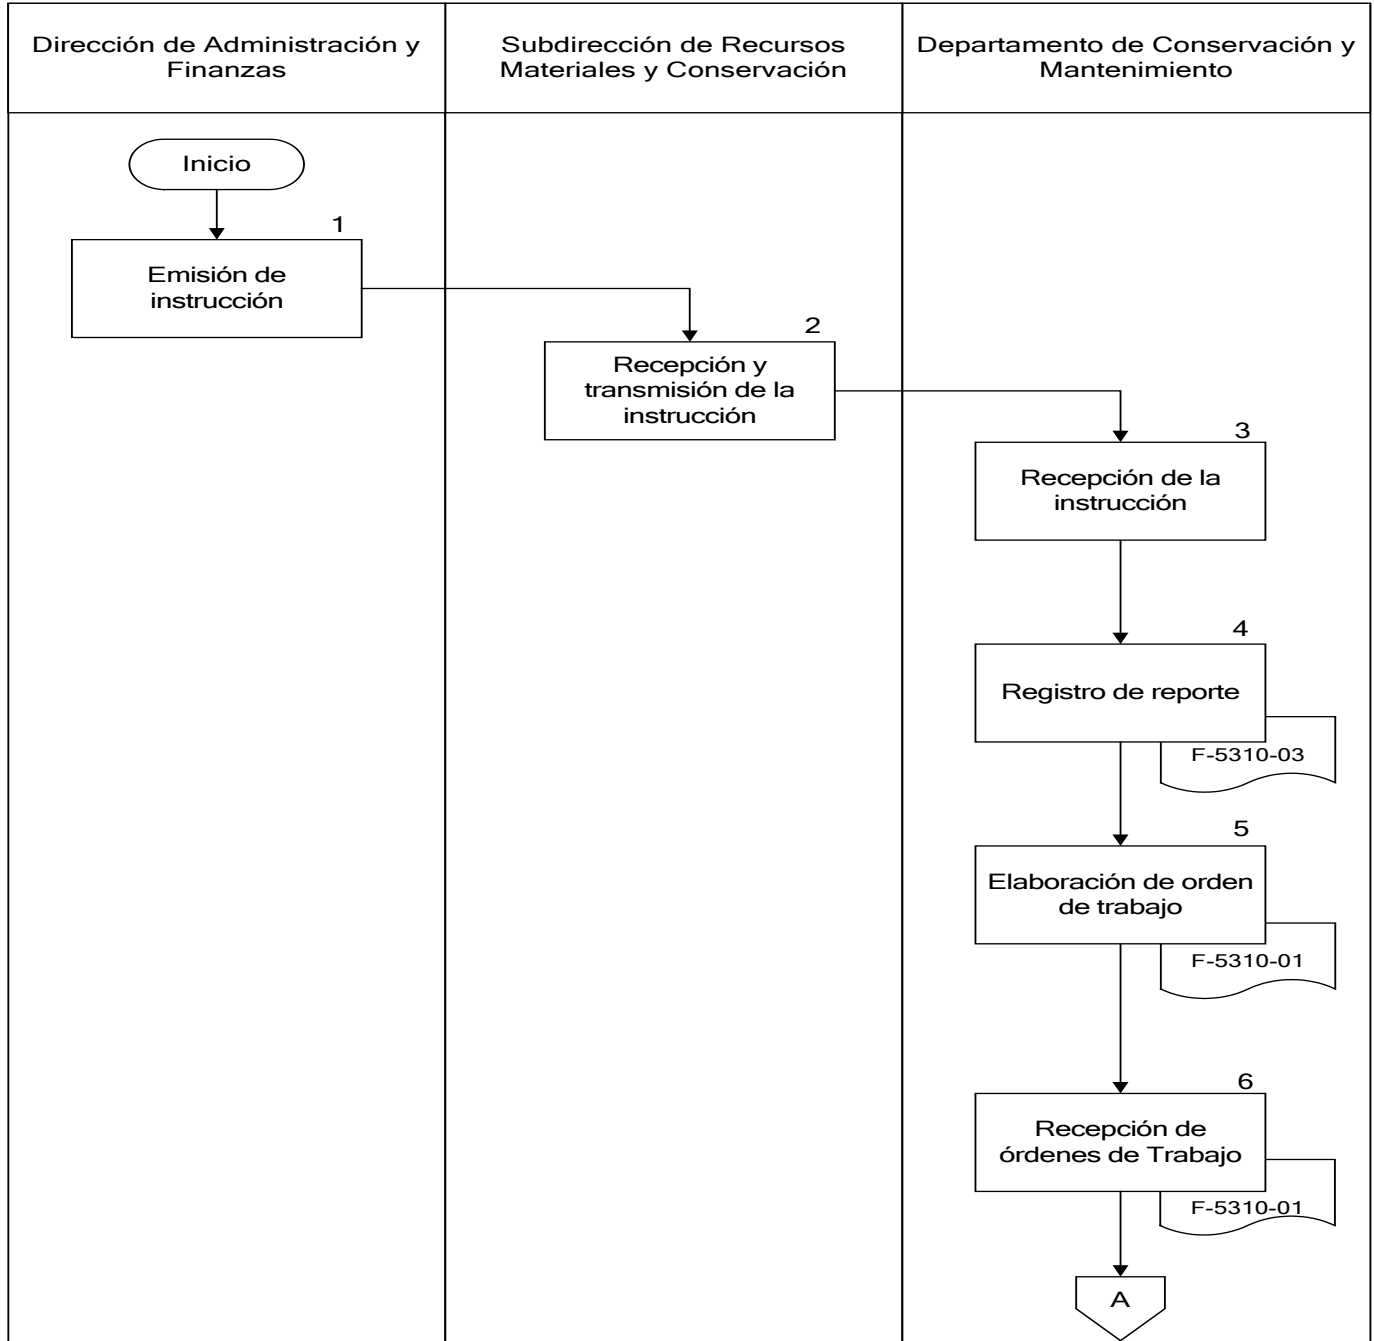 Dirección de Administración y
Finanzas
Subdirección de Recursos
Materiales y Conservación
Departamento de Conservación y
Mantenimiento
Inicio
1
Emisión de
instrucción
2
Recepción y
transmisión de la
instrucción
3
Recepción de la
instrucción
4
Registro de reporte
F-5310-03
5
Elaboración de orden
de trabajo
F-5310-01
6
Recepción de
órdenes de Trabajo
F-5310-01
A